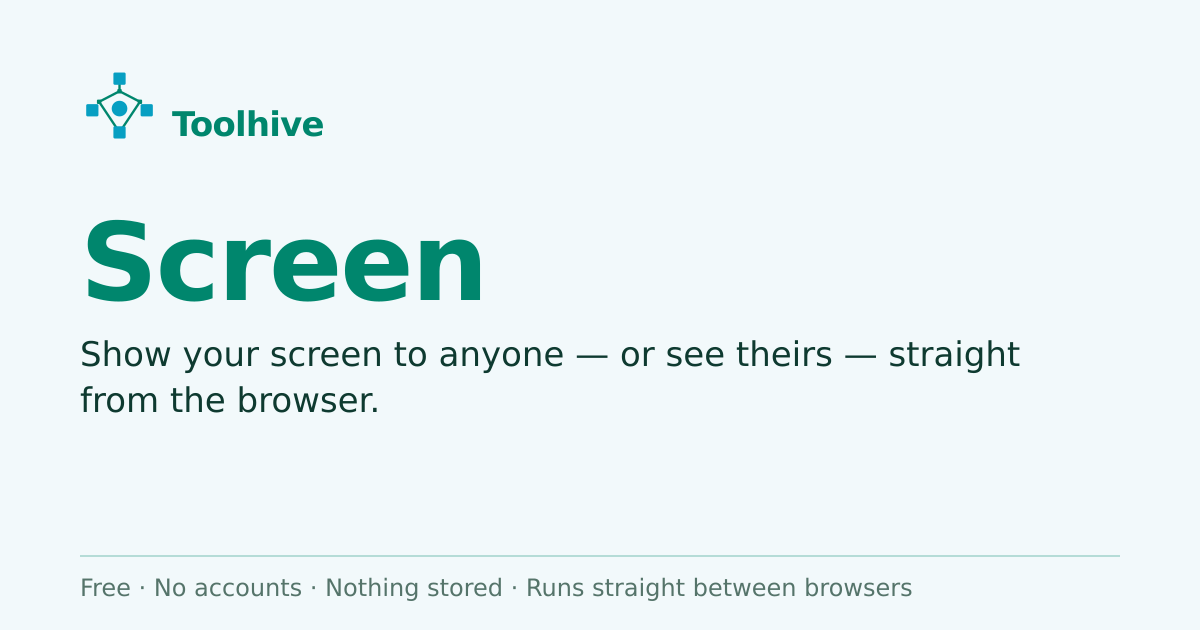 Toolhive
Screen
Show your screen to anyone — or see theirs — straight
from the browser.
Free · No accounts · Nothing stored · Runs straight between browsers